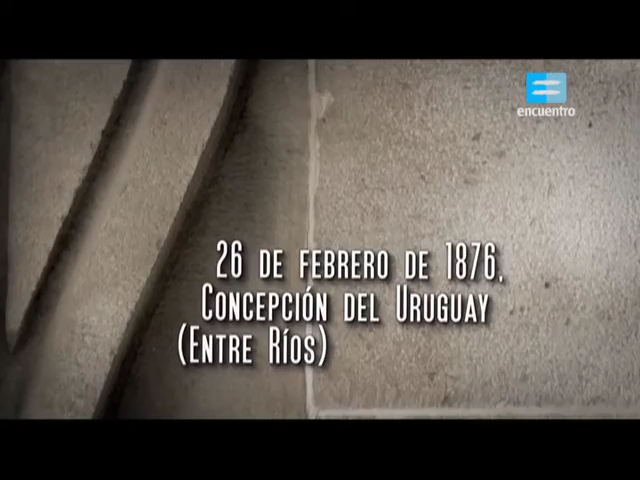 encuentro
26 DE FEBRERO DE 1876,
CONCEPCIÓN DEL URUGUAY
(ENTRE RÍOS)